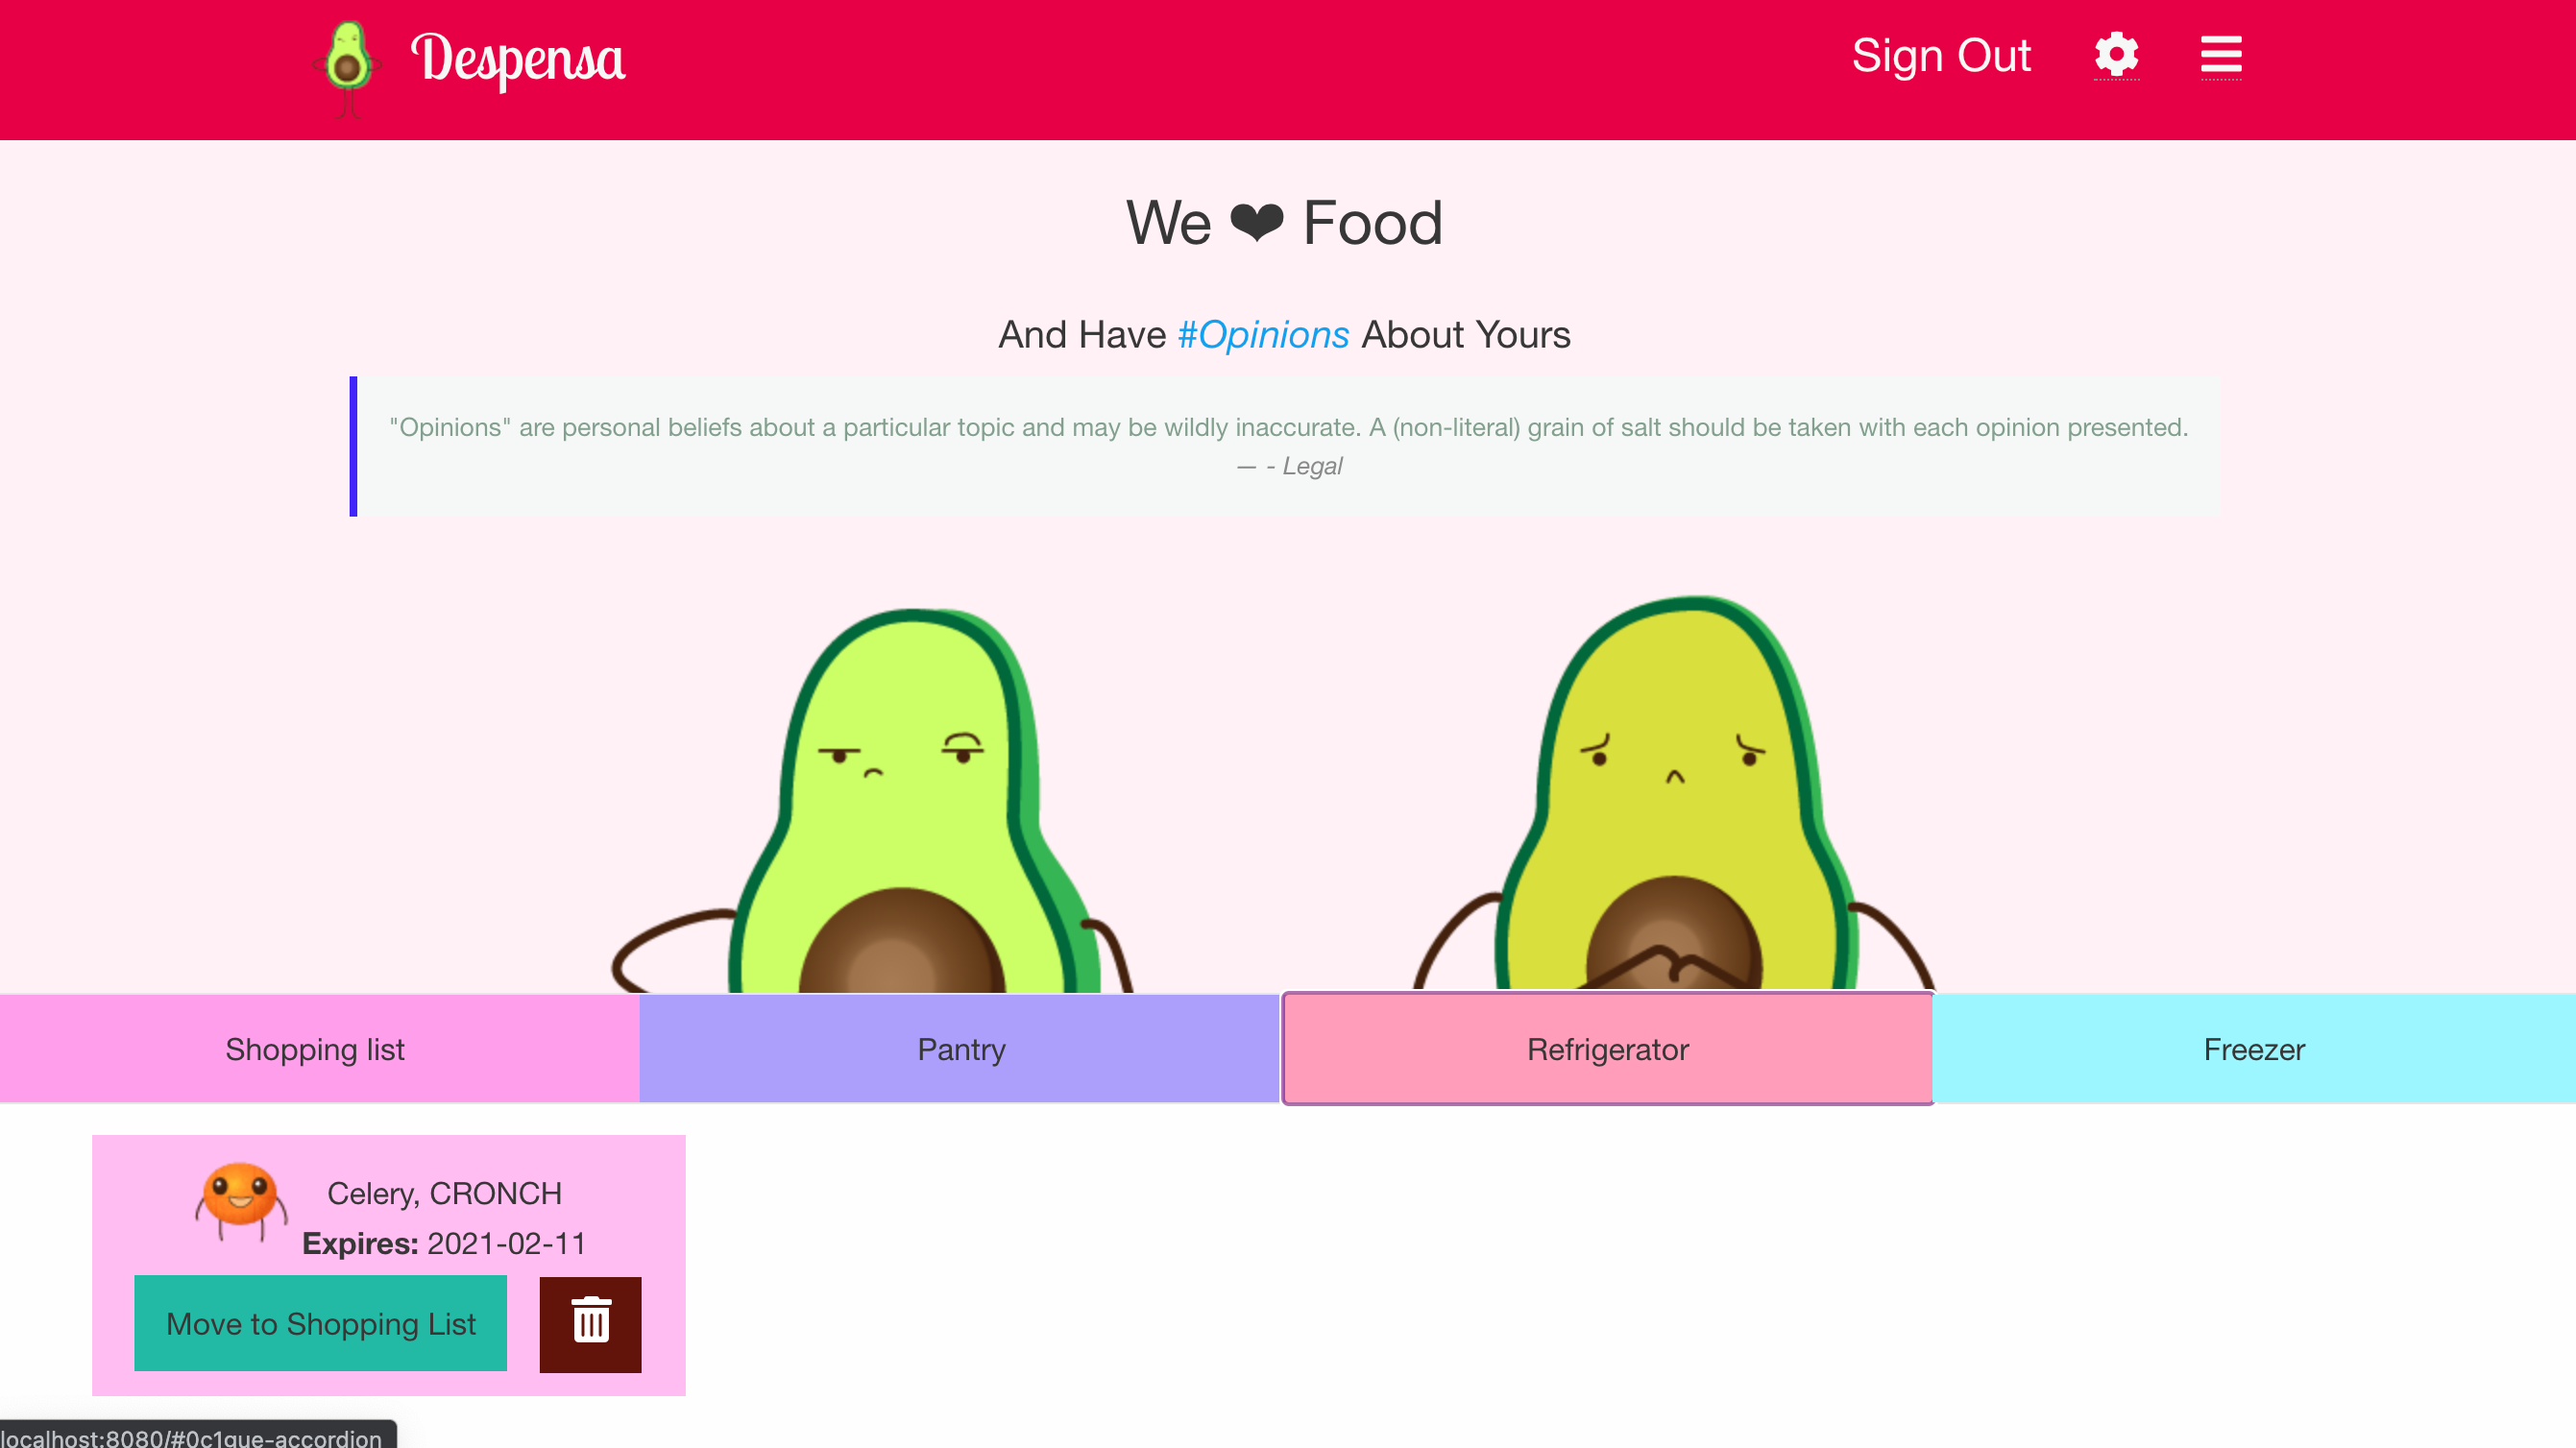 Despensa
Sign Out
We ❤ Food
And Have #Opinions About Yours
"Opinions" are personal beliefs about a particular topic and may be wildly inaccurate. A (non-literal) grain of salt should be taken with each opinion presented.
— - Legal
Shopping list
Pantry
Refrigerator
Freezer
Celery, CRONCH
Expires: 2021-02-11
Move to Shopping List
localhost:8080/#0c1que-accordion